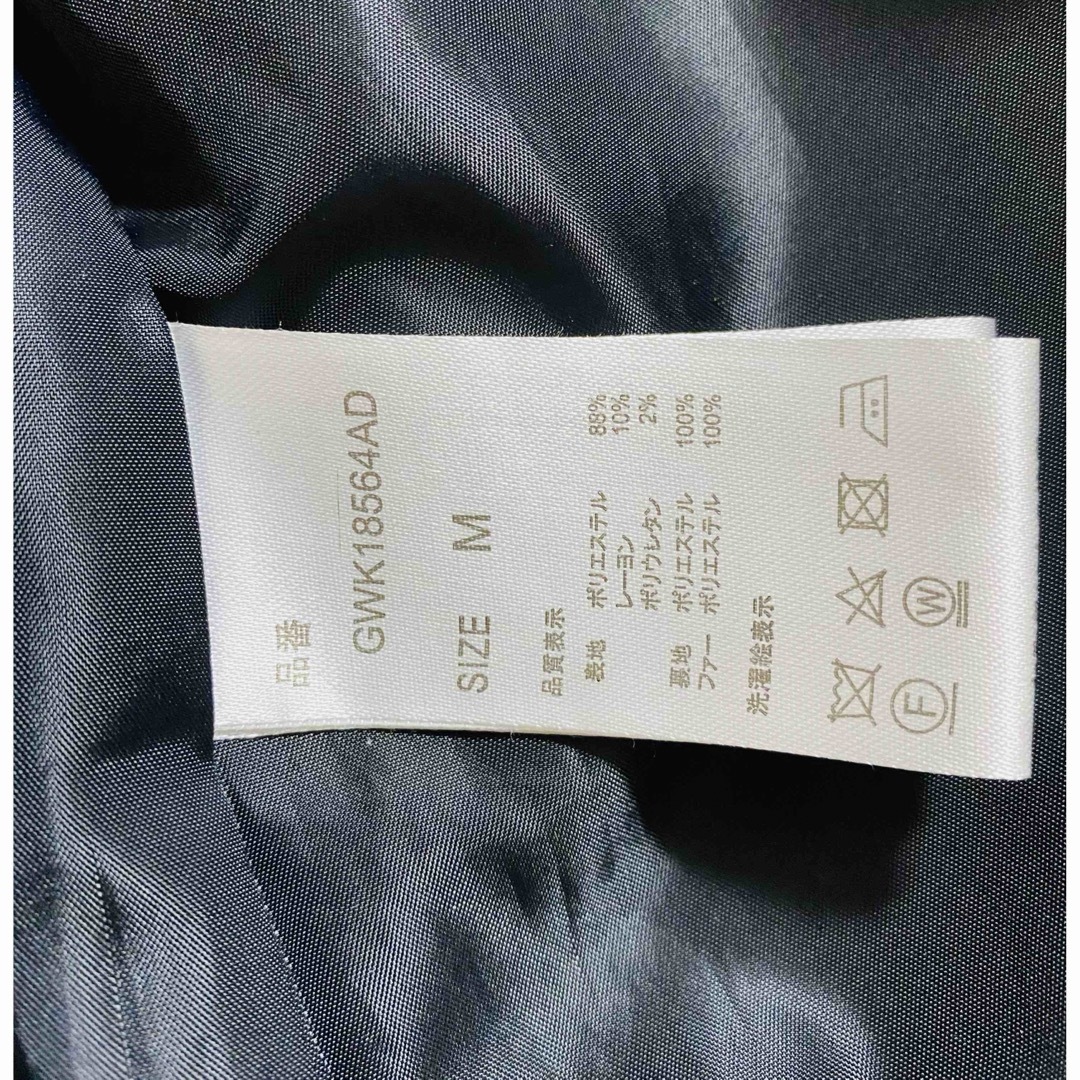 品番
GWK18564AD
SIZE M
品質表示
表地 ポリエステル 88%
レーヨン 10%
ポリウレタン 2%
裏地 ポリエステル 100%
ファー ポリエステル 100%
洗濯絵表示
F W